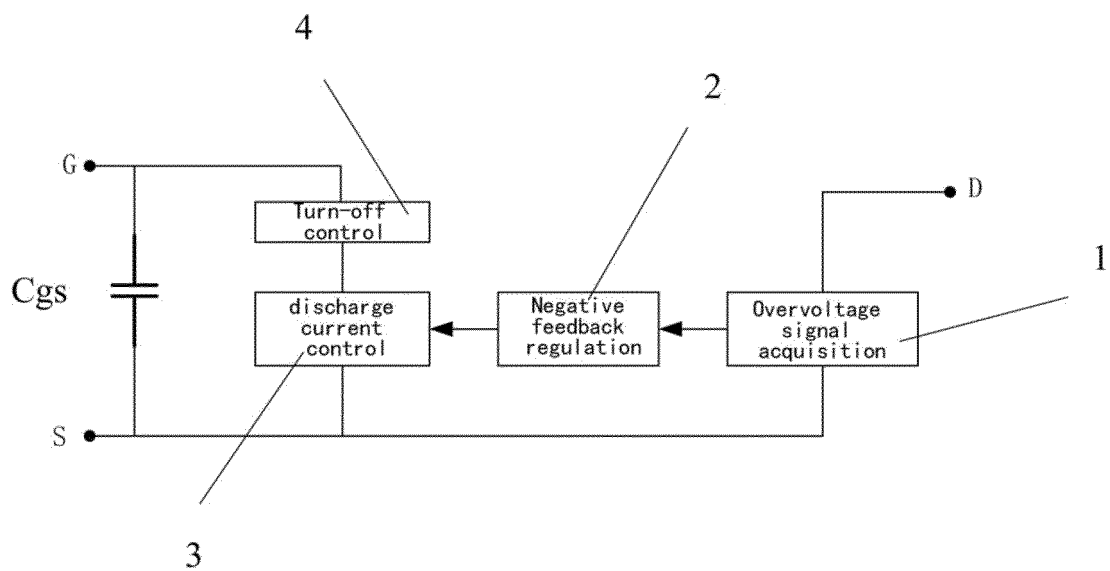 4
2
G
Turn-off
control
D
1
Cgs
discharge
current
control
Negative
feedback
regulation
Overvoltage
signal
acquisition
S
3